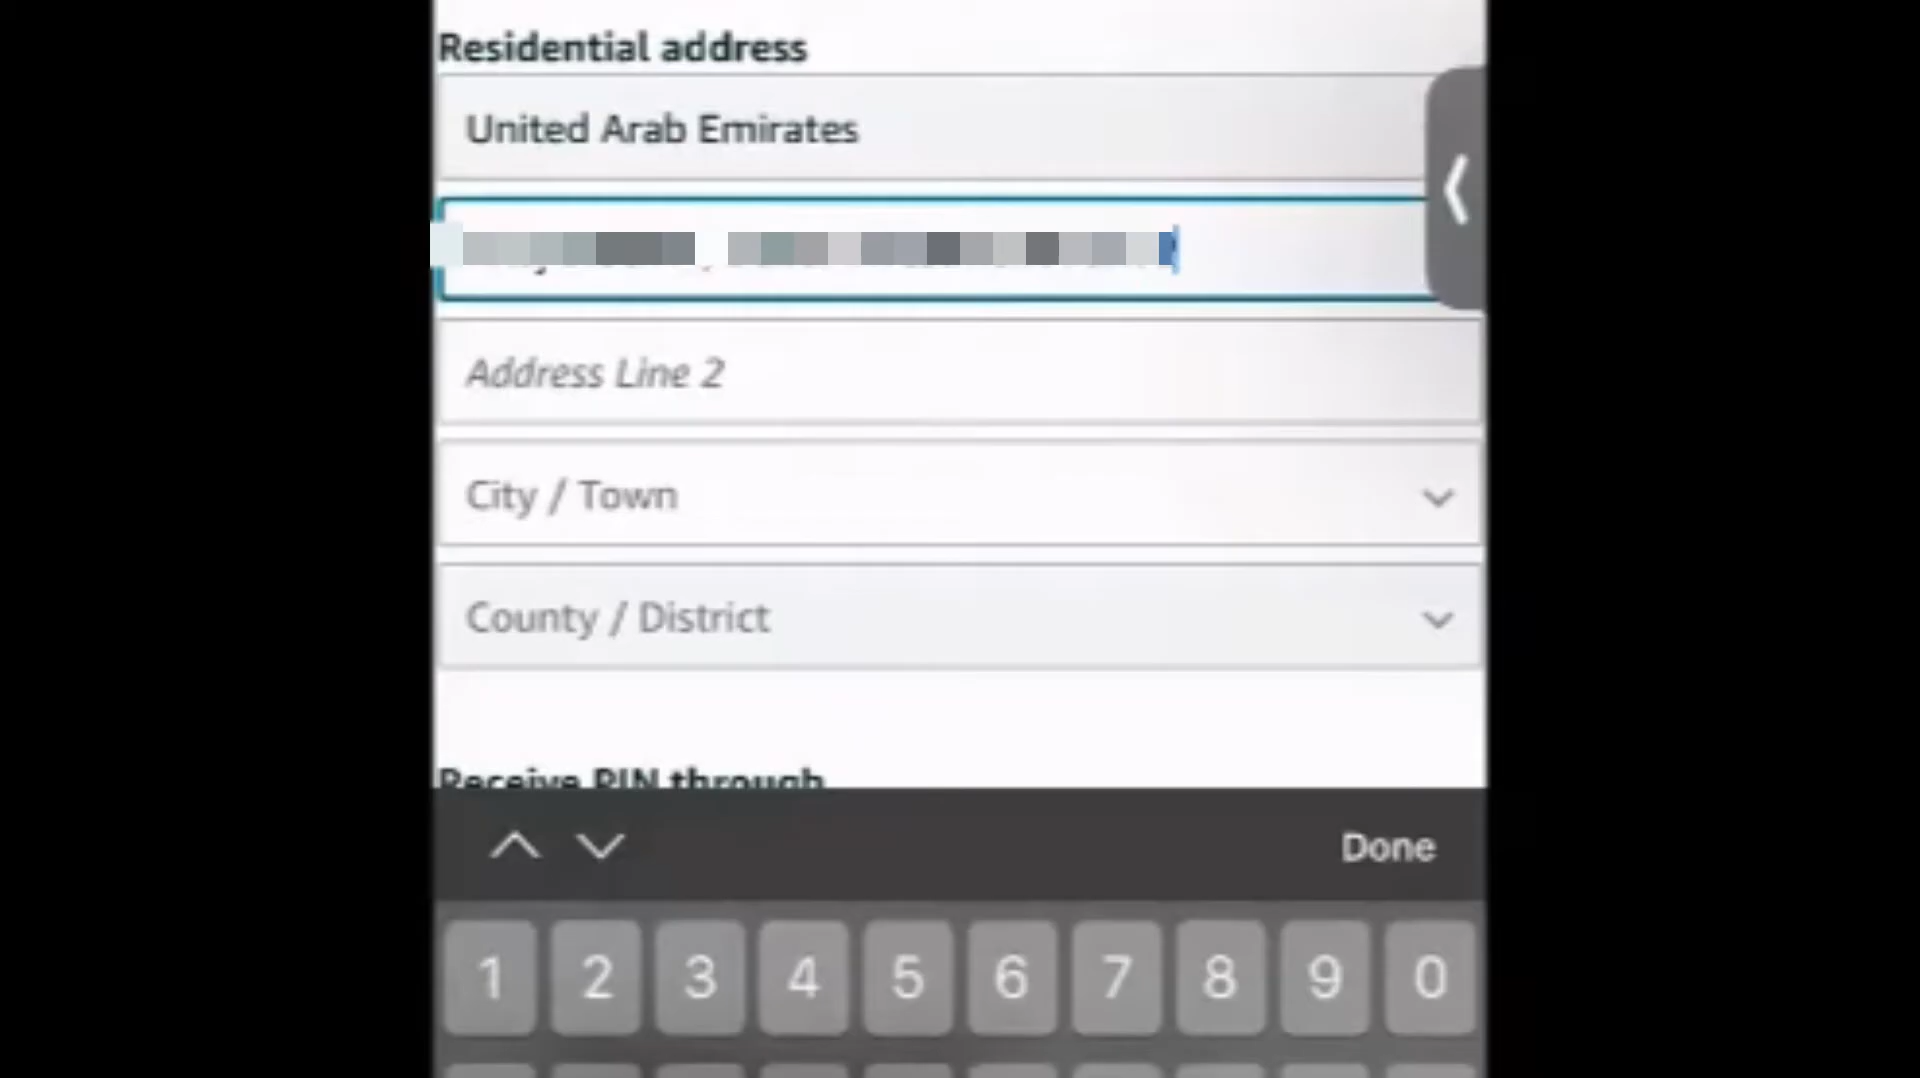 Residential address
United Arab Emirates
Address Line 2
City / Town
County / District
Receive PIN through
Done
1 2 3 4 5 6 7 8 9 0